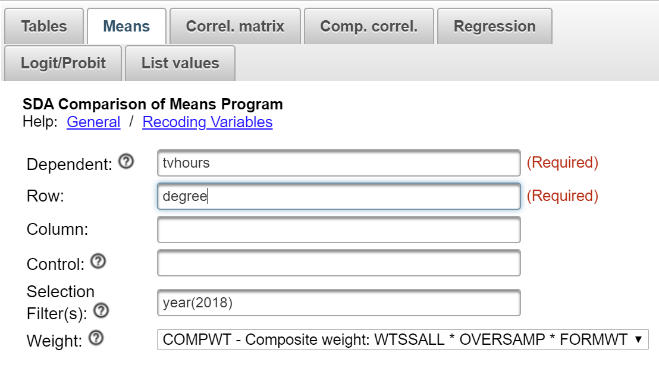 Tables Means Correl. matrix Comp. correl. Regression
Logit/Probit List values
SDA Comparison of Means Program
Help: General / Recoding Variables
Dependent: ? tvhours (Required)
Row: degree (Required)
Column:
Control: ?
Selection
Filter(s): ? year(2018)
Weight: ? COMPWT - Composite weight: WTSSALL * OVERSAMP * FORMWT